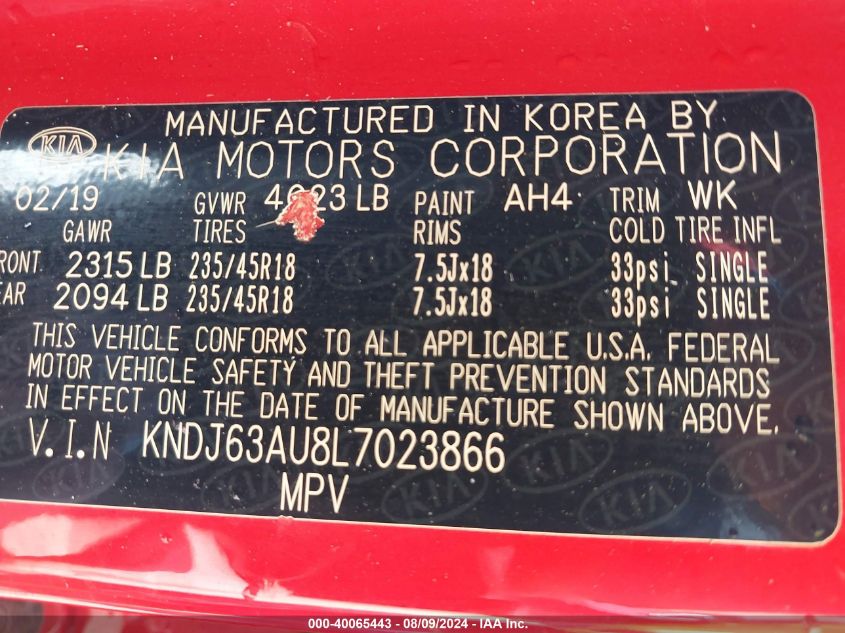 MANUFACTURED IN KOREA BY
KIA KIA MOTORS CORPORATION
02/19 GVWR LB PAINT AH4 TRIM WK
GAWR TIRES RIMS COLD TIRE INFL
RONT 2315 LB 235/45R18 7.5Jx18 33psi SINGLE
EAR 2094 LB 235/45R18 7.5Jx18 33psi SINGLE
THIS VEHICLE CONFORMS TO ALL APPLICABLE U.S.A. FEDERAL
MOTOR VEHICLE SAFETY AND THEFT PREVENTION STANDARDS
IN EFFECT ON THE DATE OF MANUFACTURE SHOWN ABOVE.
V.I.N KNDJ63AU8L7023866
MPV
000-40065443 - 08/09/2024 - IAA Inc.